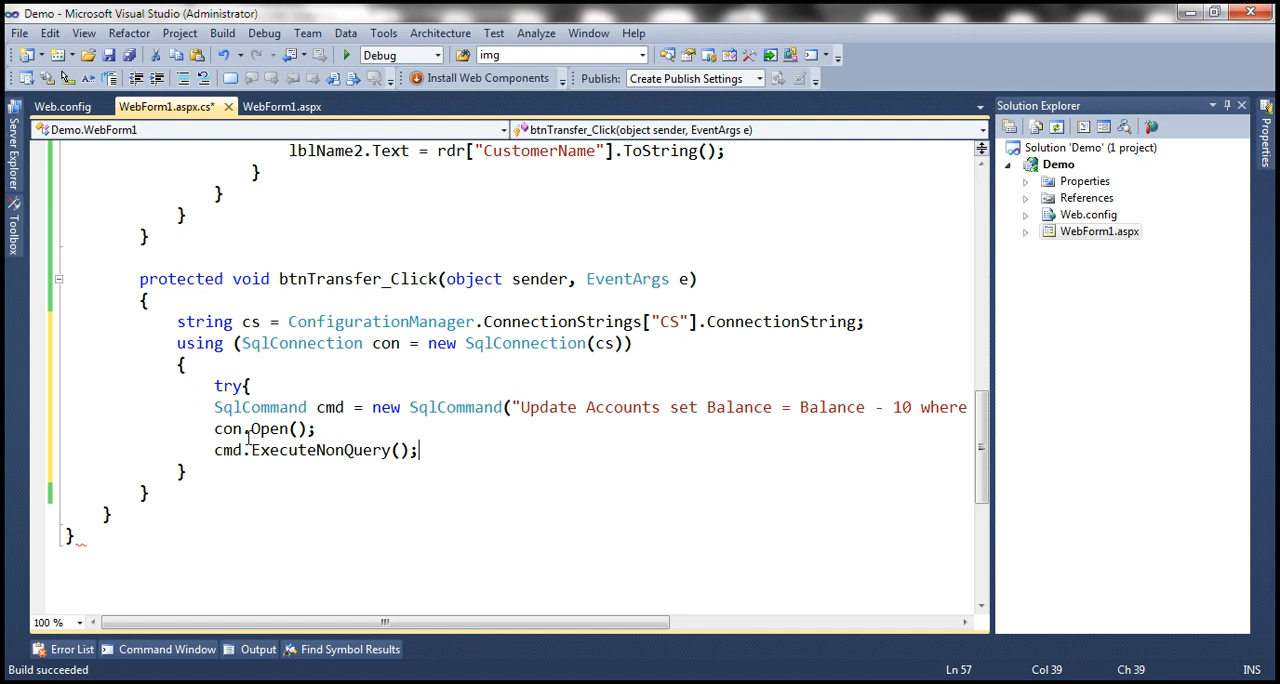 Demo - Microsoft Visual Studio (Administrator)
File Edit View Refactor Project Build Debug Team Data Tools Architecture Test Analyze Window Help
Debug img
Install Web Components Publish: Create Publish Settings
Web.config WebForm1.aspx.cs* WebForm1.aspx Solution Explorer
Demo.WebForm1 btnTransfer_Click(object sender, EventArgs e)
Server Explorer
Toolbox
Properties
Solution 'Demo' (1 project)
Demo
Properties
References
Web.config
WebForm1.aspx
lblName2.Text = rdr["CustomerName"].ToString();
}
}
}
}
protected void btnTransfer_Click(object sender, EventArgs e)
{
string cs = ConfigurationManager.ConnectionStrings["CS"].ConnectionString;
using (SqlConnection con = new SqlConnection(cs))
{
try{
SqlCommand cmd = new SqlCommand("Update Accounts set Balance = Balance - 10 where
con.Open();
cmd.ExecuteNonQuery();
}
}
}
}
100 %
Error List Command Window Output Find Symbol Results
Build succeeded Ln 57 Col 39 Ch 39 INS